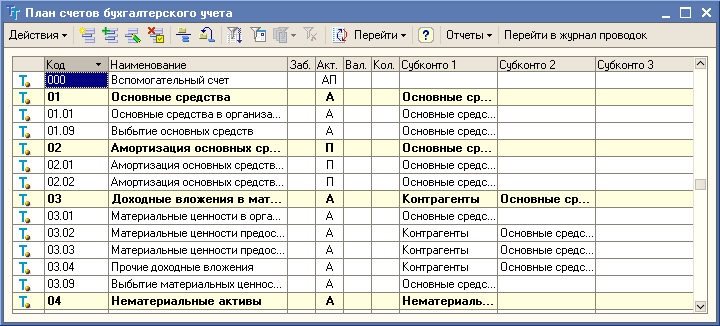 План счетов бухгалтерского учета
Действия Перейти ? Отчеты Перейти в журнал проводок
Код Наименование Заб. Акт. Вал. Кол. Субконто 1 Субконто 2 Субконто 3
000 Вспомогательный счет АП
01 Основные средства А Основные ср...
01.01 Основные средства в организа... А Основные средс...
01.09 Выбытие основных средств А Основные средс...
02 Амортизация основных ср... П Основные ср...
02.01 Амортизация основных средств... П Основные средс...
02.02 Амортизация основных средств... П Основные средс...
03 Доходные вложения в мат... А Контрагенты Основные ср...
03.01 Материальные ценности в орга... А Основные средс...
03.02 Материальные ценности предос... А Контрагенты Основные средс...
03.03 Материальные ценности предос... А Контрагенты Основные средс...
03.04 Прочие доходные вложения А Контрагенты Основные средс...
03.09 Выбытие материальных ценнос... А Основные средс...
04 Нематериальные активы А Нематериаль...